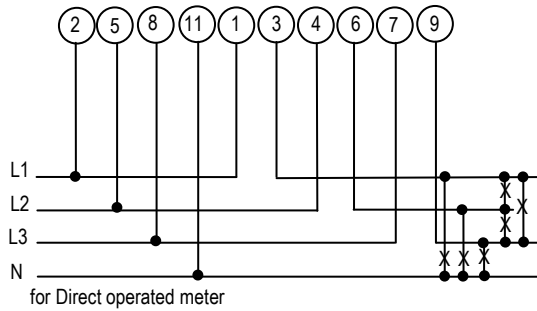 2 5 8 11 1 3 4 6 7 9
L1
X
L2 X
X
L3
N X X X
for Direct operated meter